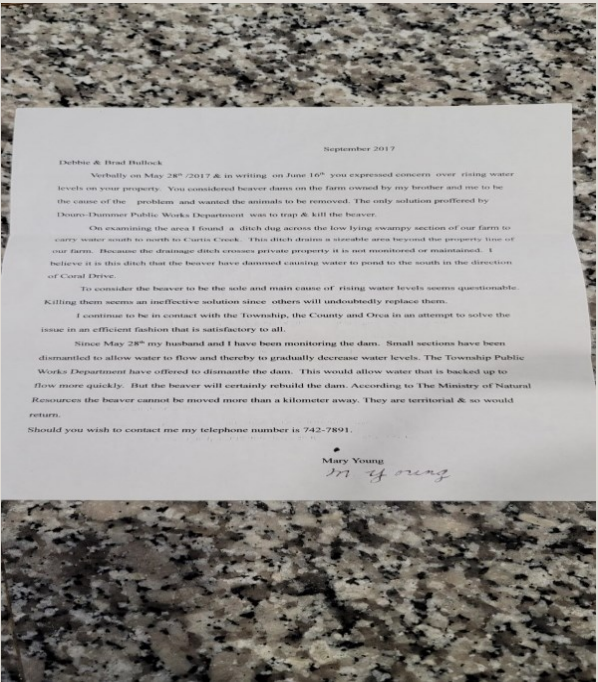 September 2017
Debbie & Brad Bullock
Verbally on May 28th /2017 & in writing on June 16th you expressed concern over rising water
levels on your property. You considered beaver dams on the farm owned by my brother and me to be
the cause of the problem and wanted the animals to be removed. The only solution proffered by
Douro-Dummer Public Works Department was to trap & kill the beaver.
On examining the area I found a ditch dug across the low lying swampy section of our farm to
carry water south to north to Curtis Creek. This ditch drains a sizeable area beyond the property line of
our farm. Because the drainage ditch crosses private property it is not monitored or maintained. I
believe it is this ditch that the beaver have dammed causing water to pond to the south in the direction
of Coral Drive.
To consider the beaver to be the sole and main cause of rising water levels seems questionable.
Killing them seems an ineffective solution since others will undoubtedly replace them.
I continue to be in contact with the Township, the County and Orca in an attempt to solve the
issue in an efficient fashion that is satisfactory to all.
Since May 28th my husband and I have been monitoring the dam. Small sections have been
dismantled to allow water to flow and thereby to gradually decrease water levels. The Township Public
Works Department have offered to dismantle the dam. This would allow water that is backed up to
flow more quickly. But the beaver will certainly rebuild the dam. According to The Ministry of Natural
Resources the beaver cannot be moved more than a kilometer away. They are territorial & so would
return.
Should you wish to contact me my telephone number is 742-7891.
Mary Young
M Young